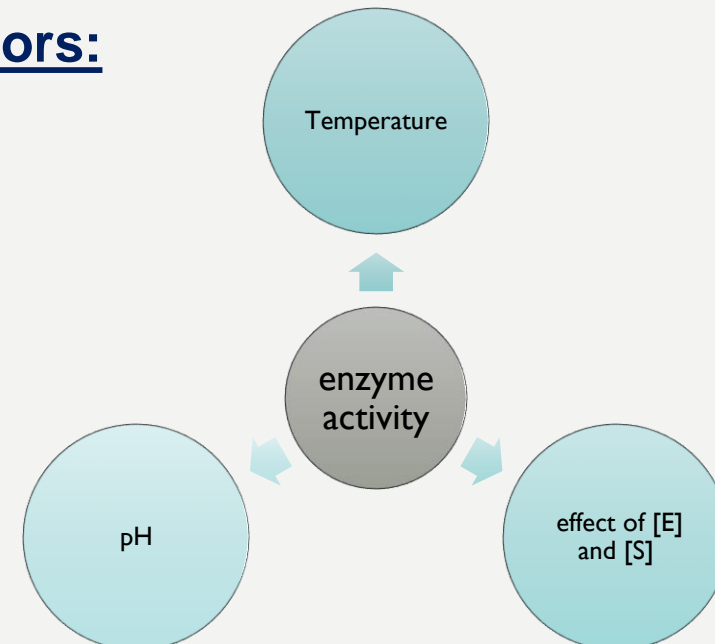 ors:
Temperature
enzyme
activity
pH
effect of [E]
and [S]